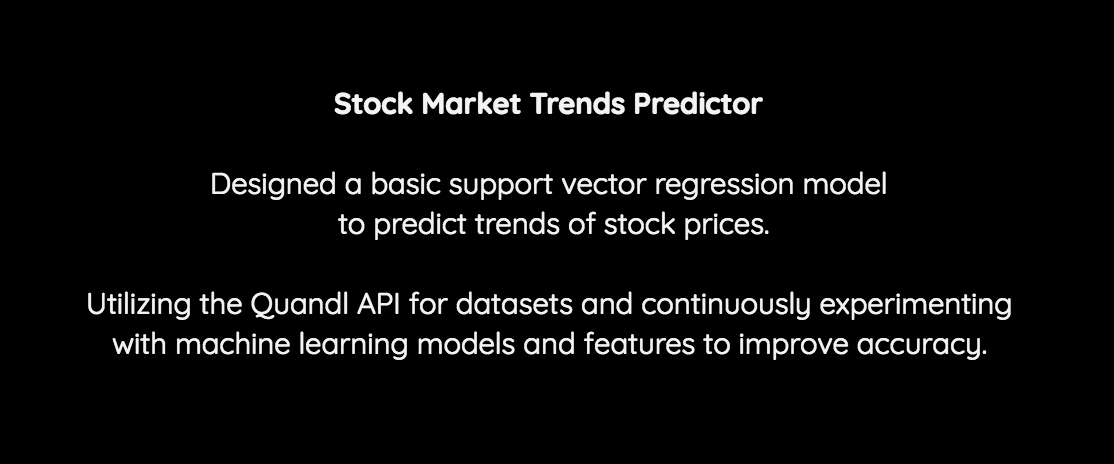 Stock Market Trends Predictor
Designed a basic support vector regression model
to predict trends of stock prices.
Utilizing the Quandl API for datasets and continuously experimenting
with machine learning models and features to improve accuracy.